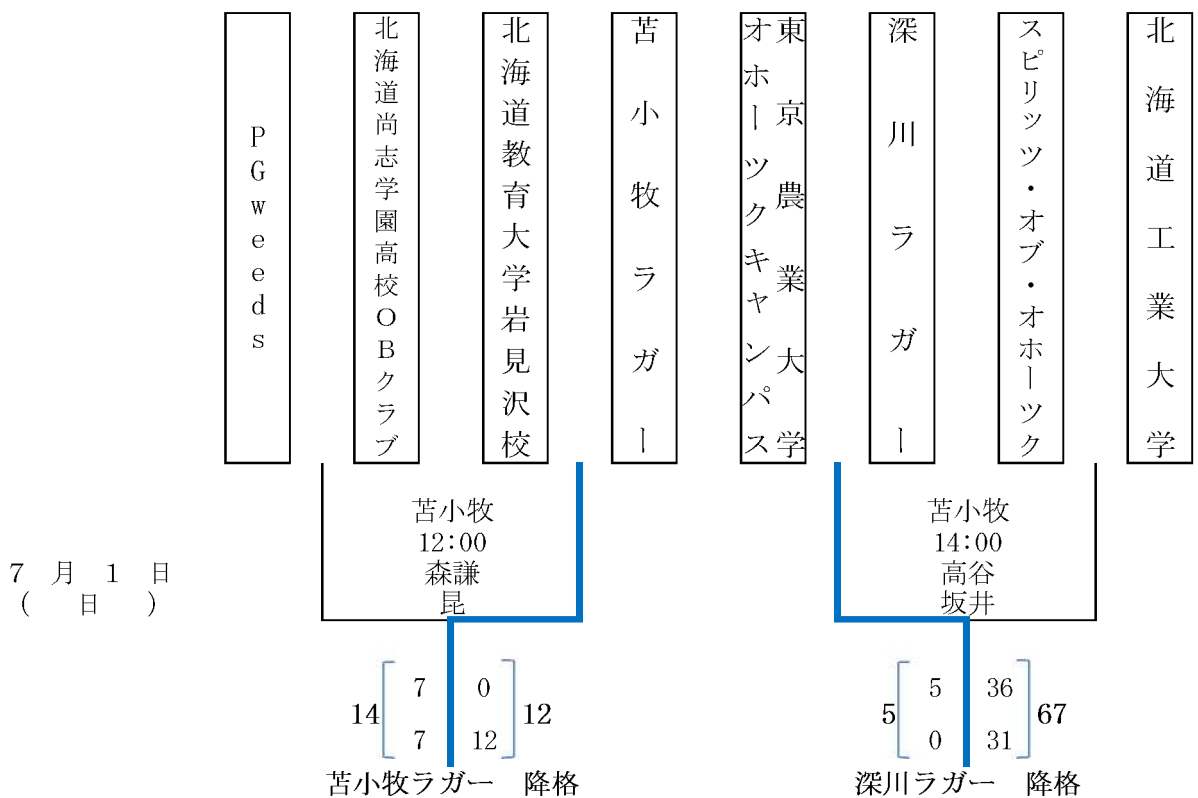 PGweeds
北海道尚志学園高校OBクラブ
北海道教育大学岩見沢校
苫小牧ラガー
東京農業大学
オホーツクキャンパス
深川ラガー
スピリッツ・オブ・オホーツク
北海道工業大学
7 月 1 日
( 日 )
苫小牧
12:00
森謙
昆
苫小牧
14:00
高谷
坂井
7 0
14 12
7 12
苫小牧ラガー 降格
5 36
5 67
0 31
深川ラガー 降格